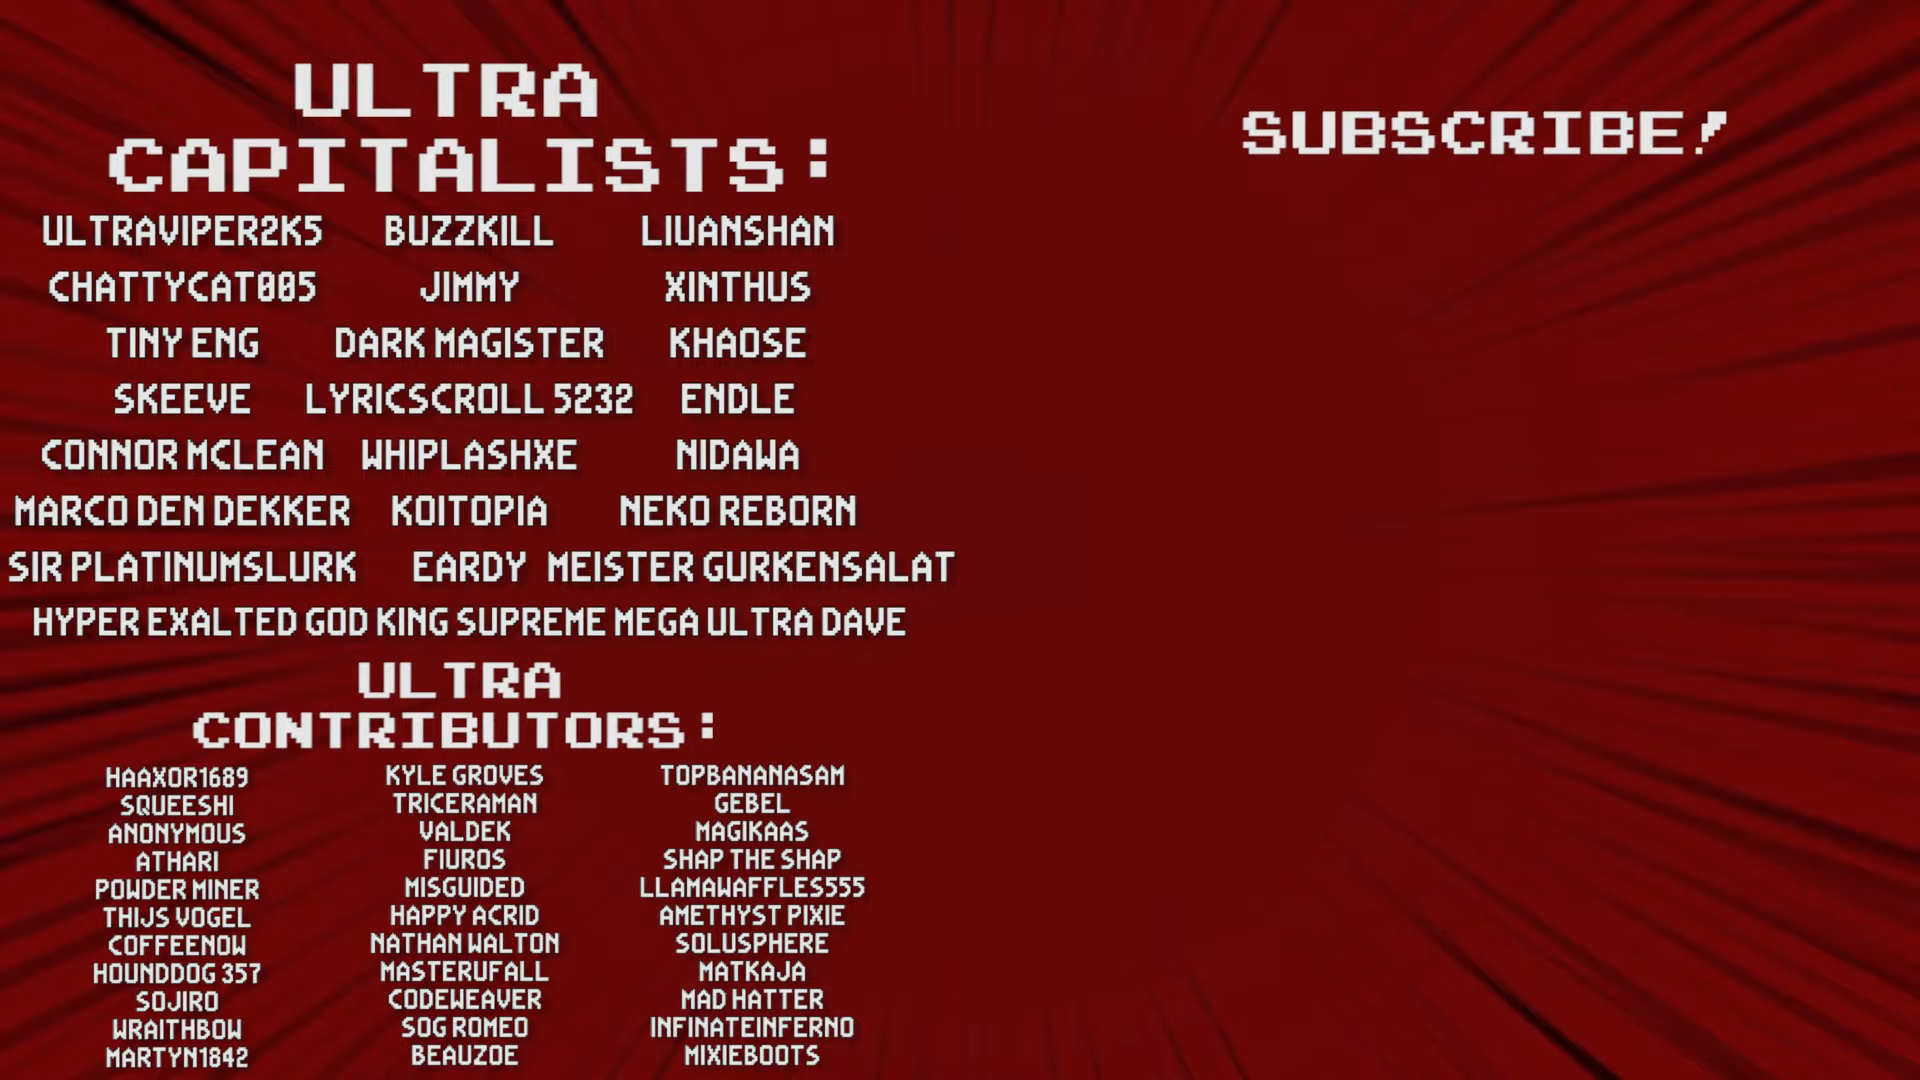 ULTRA
CAPITALISTS:
ULTRAVIPER2K5 BUZZKILL LIUANSHAN
CHATTYCAT005 JIMMY XINTHUS
TINY ENG DARK MAGISTER KHAOSE
SKEEVE LYRICSCROLL 5232 ENDLE
CONNOR MCLEAN WHIPLASHXE NIDAWA
MARCO DEN DEKKER KOITOPIA NEKO REBORN
SIR PLATINUMSLURK EARDY MEISTER GURKENSALAT
HYPER EXALTED GOD KING SUPREME MEGA ULTRA DAVE
ULTRA
CONTRIBUTORS:
HAAXOR1689 KYLE GROVES TOPBANANASAM
SQUEESHI TRICERAMAN GEBEL
ANONYMOUS VALDEK MAGIKAAS
ATHARI FIUROS SHAP THE SHAP
POWDER MINER MISGUIDED LLAMAWAFFLES555
THIJS VOGEL HAPPY ACRID AMETHYST PIXIE
COFFEENOW NATHAN WALTON SOLUSPHERE
HOUNDDOG 357 MASTERUFALL MATKAJA
SOJIRO CODEWEAVER MAD HATTER
WRAITHBOW SOG ROMEO INFINATEINFERNO
MARTYN1842 BEAUZOE MIXIEBOOTS
SUBSCRIBE!